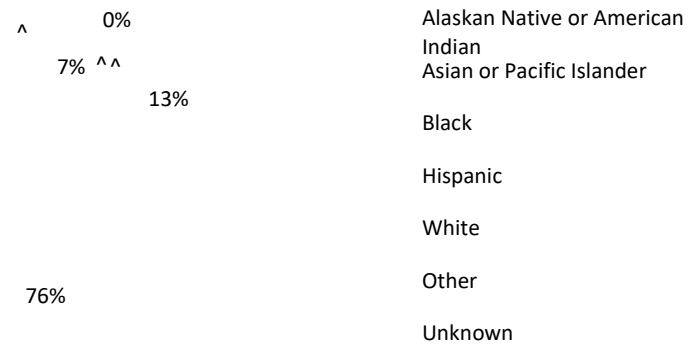 ^
0%
7% ^ ^
13%
76%
Alaskan Native or American
Indian
Asian or Pacific Islander
Black
Hispanic
White
Other
Unknown